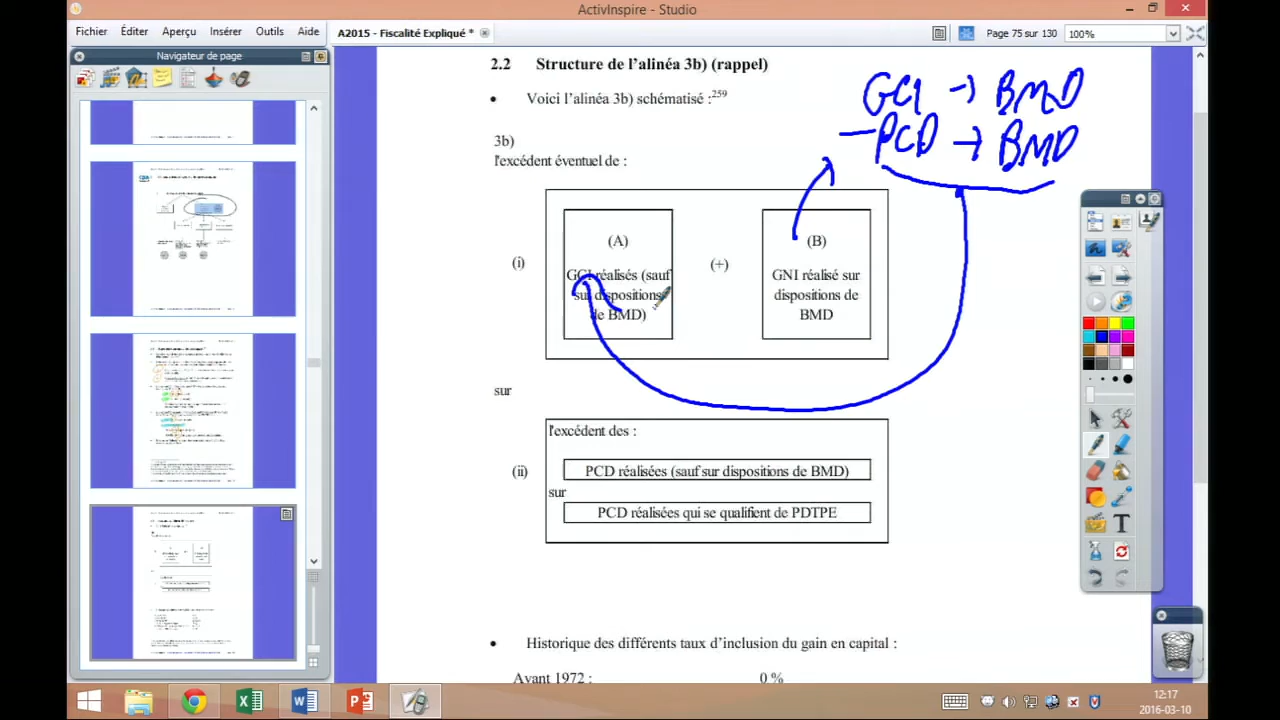 ActivInspire - Studio
Fichier Éditer Aperçu Insérer Outils Aide
A2015 - Fiscalité Expliqué *
Page 75 sur 130
100%
Navigateur de page
2.2 Structure de l'alinéa 3b) (rappel)
• Voici l'alinéa 3b) schématisé :259
GCI → BMD
- PCD → BMD
3b)
l'excédent éventuel de :
(i)
(A)
GCI réalisés (sauf
sur dispositions
de BMD)
(+)
(B)
GNI réalisé sur
dispositions de
BMD
sur
(ii)
l'excédent des :
PCD réalisées (sauf sur dispositions de BMD)
sur
PCD réalisées qui se qualifient de PDTPE
• Historique des différents taux d'inclusion du gain en capital :
Avant 1972 : 0 %
12:17
2016-03-10